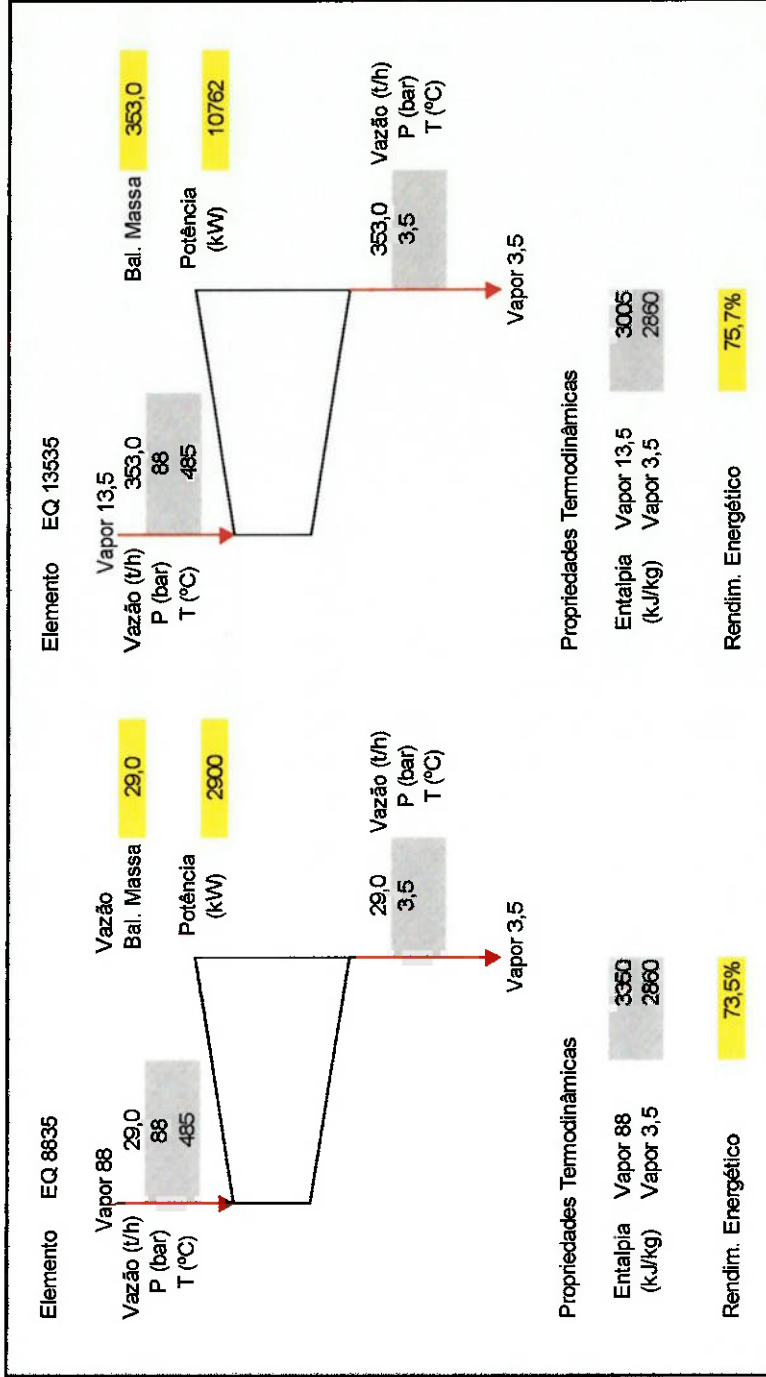 Elemento EQ 8835
Vapor 88
Vazão (t/h) 29,0
P (bar) 88
T (ºC) 485
Vazão
Bal. Massa 29,0
Potência 2900
(kW)
29,0 Vazão (t/h)
3,5 P (bar)
T (ºC)
Vapor 3,5
Propriedades Termodinâmicas
Entalpia Vapor 88 3350
(kJ/kg) Vapor 3,5 2860
Rendim. Energético 73,5%
Elemento EQ 13535
Vapor 13,5
Vazão (t/h) 353,0
P (bar) 88
T (ºC) 485
Bal. Massa 353,0
Potência 10762
(kW)
353,0 Vazão (t/h)
3,5 P (bar)
T (ºC)
Vapor 3,5
Propriedades Termodinâmicas
Entalpia Vapor 13,5 3005
(kJ/kg) Vapor 3,5 2860
Rendim. Energético 75,7%